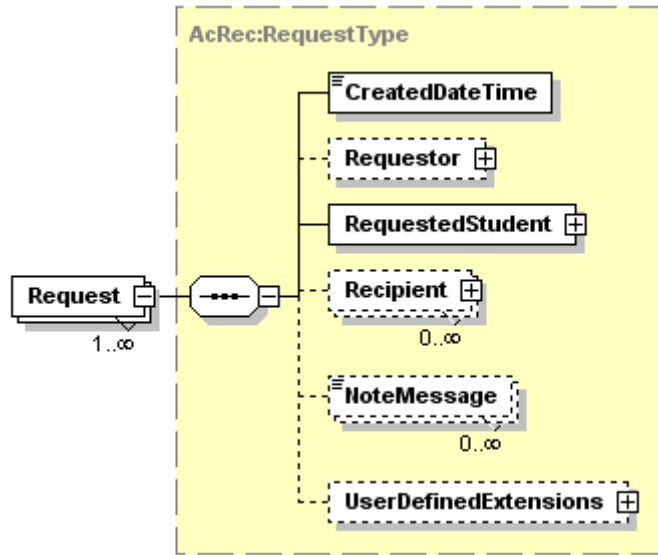 AcRec:RequestType
CreatedDateTime
Requestor
RequestedStudent
Request
1..∞
Recipient
0..∞
NoteMessage
0..∞
UserDefinedExtensions